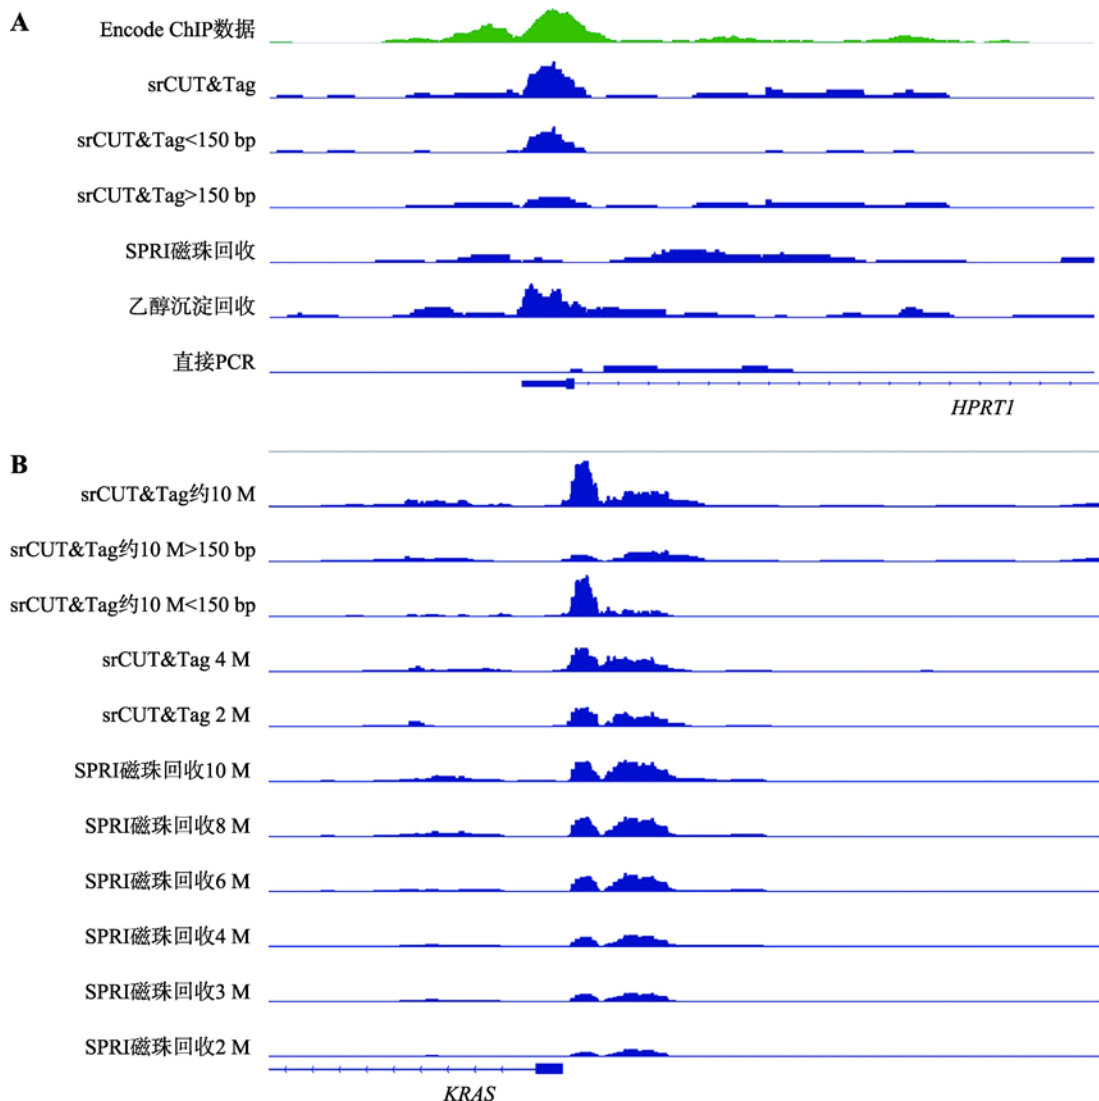 A
Encode ChIP数据
srCUT&Tag
srCUT&Tag<150 bp
srCUT&Tag>150 bp
SPRI磁珠回收
乙醇沉淀回收
直接PCR
HPRT1
B
srCUT&Tag约10 M
srCUT&Tag约10 M>150 bp
srCUT&Tag约10 M<150 bp
srCUT&Tag 4 M
srCUT&Tag 2 M
SPRI磁珠回收10 M
SPRI磁珠回收8 M
SPRI磁珠回收6 M
SPRI磁珠回收4 M
SPRI磁珠回收3 M
SPRI磁珠回收2 M
KRAS